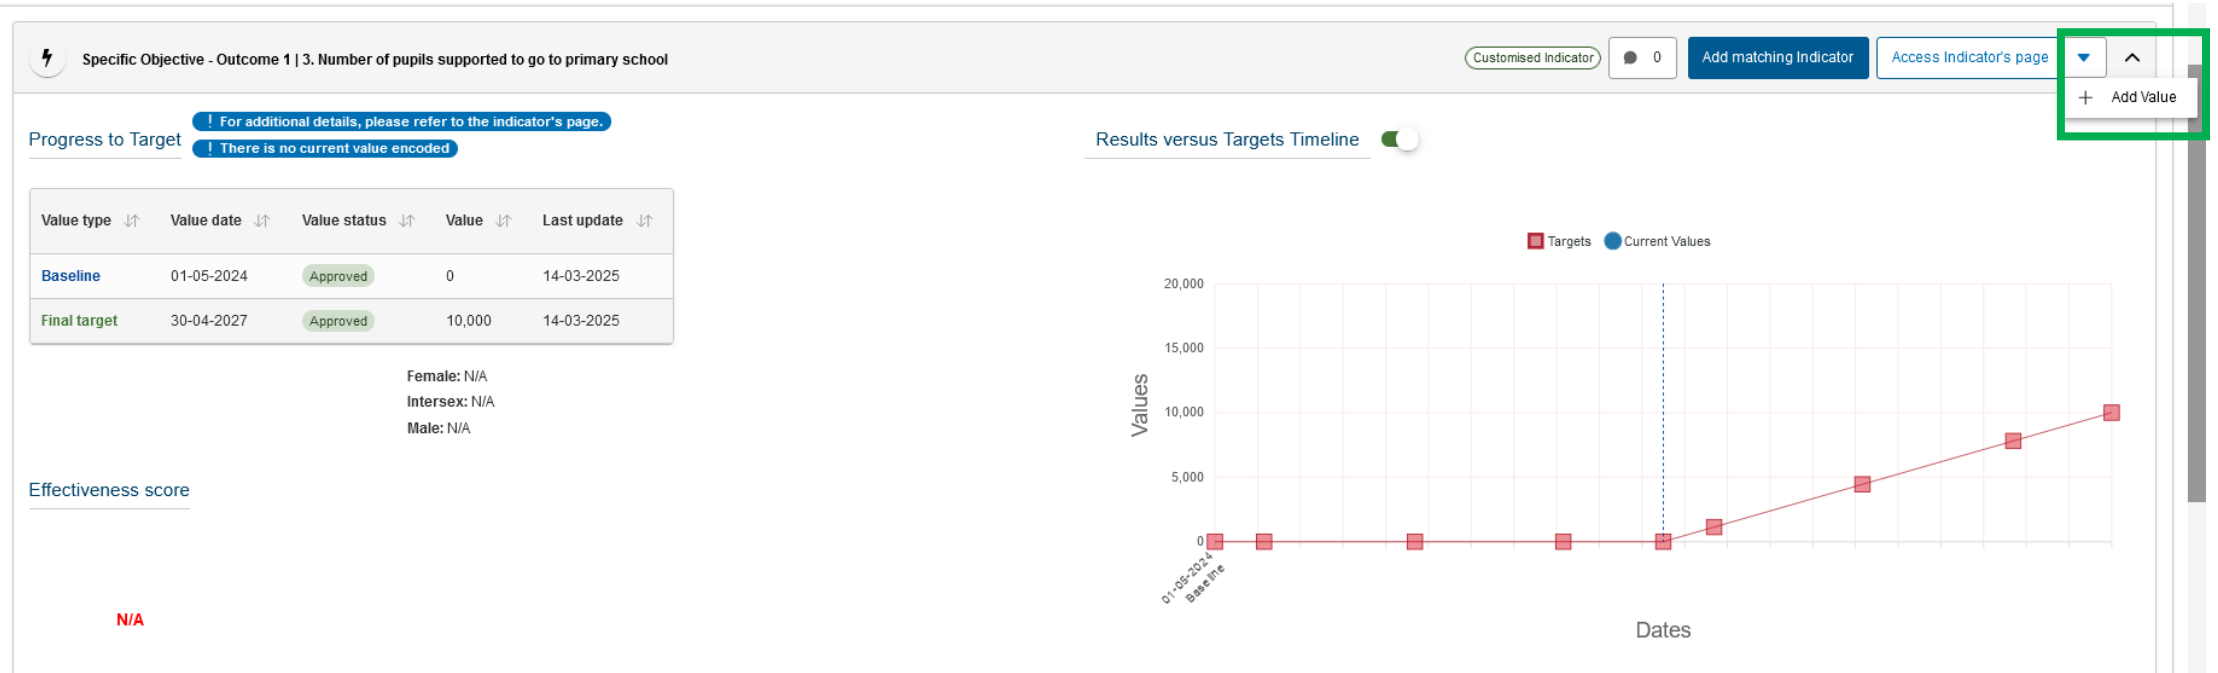 Specific Objective - Outcome 1 | 3. Number of pupils supported to go to primary school
Customised Indicator
0
Add matching Indicator
Access Indicator's page
+ Add Value
Progress to Target
! For additional details, please refer to the indicator's page.
! There is no current value encoded
Results versus Targets Timeline
Value type Value date Value status Value Last update
Baseline 01-05-2024 Approved 0 14-03-2025
Final target 30-04-2027 Approved 10,000 14-03-2025
Female: N/A
Intersex: N/A
Male: N/A
Effectiveness score
N/A
Targets Current Values
20,000
15,000
10,000
5,000
0
Values
01-05-2024
Baseline
Dates